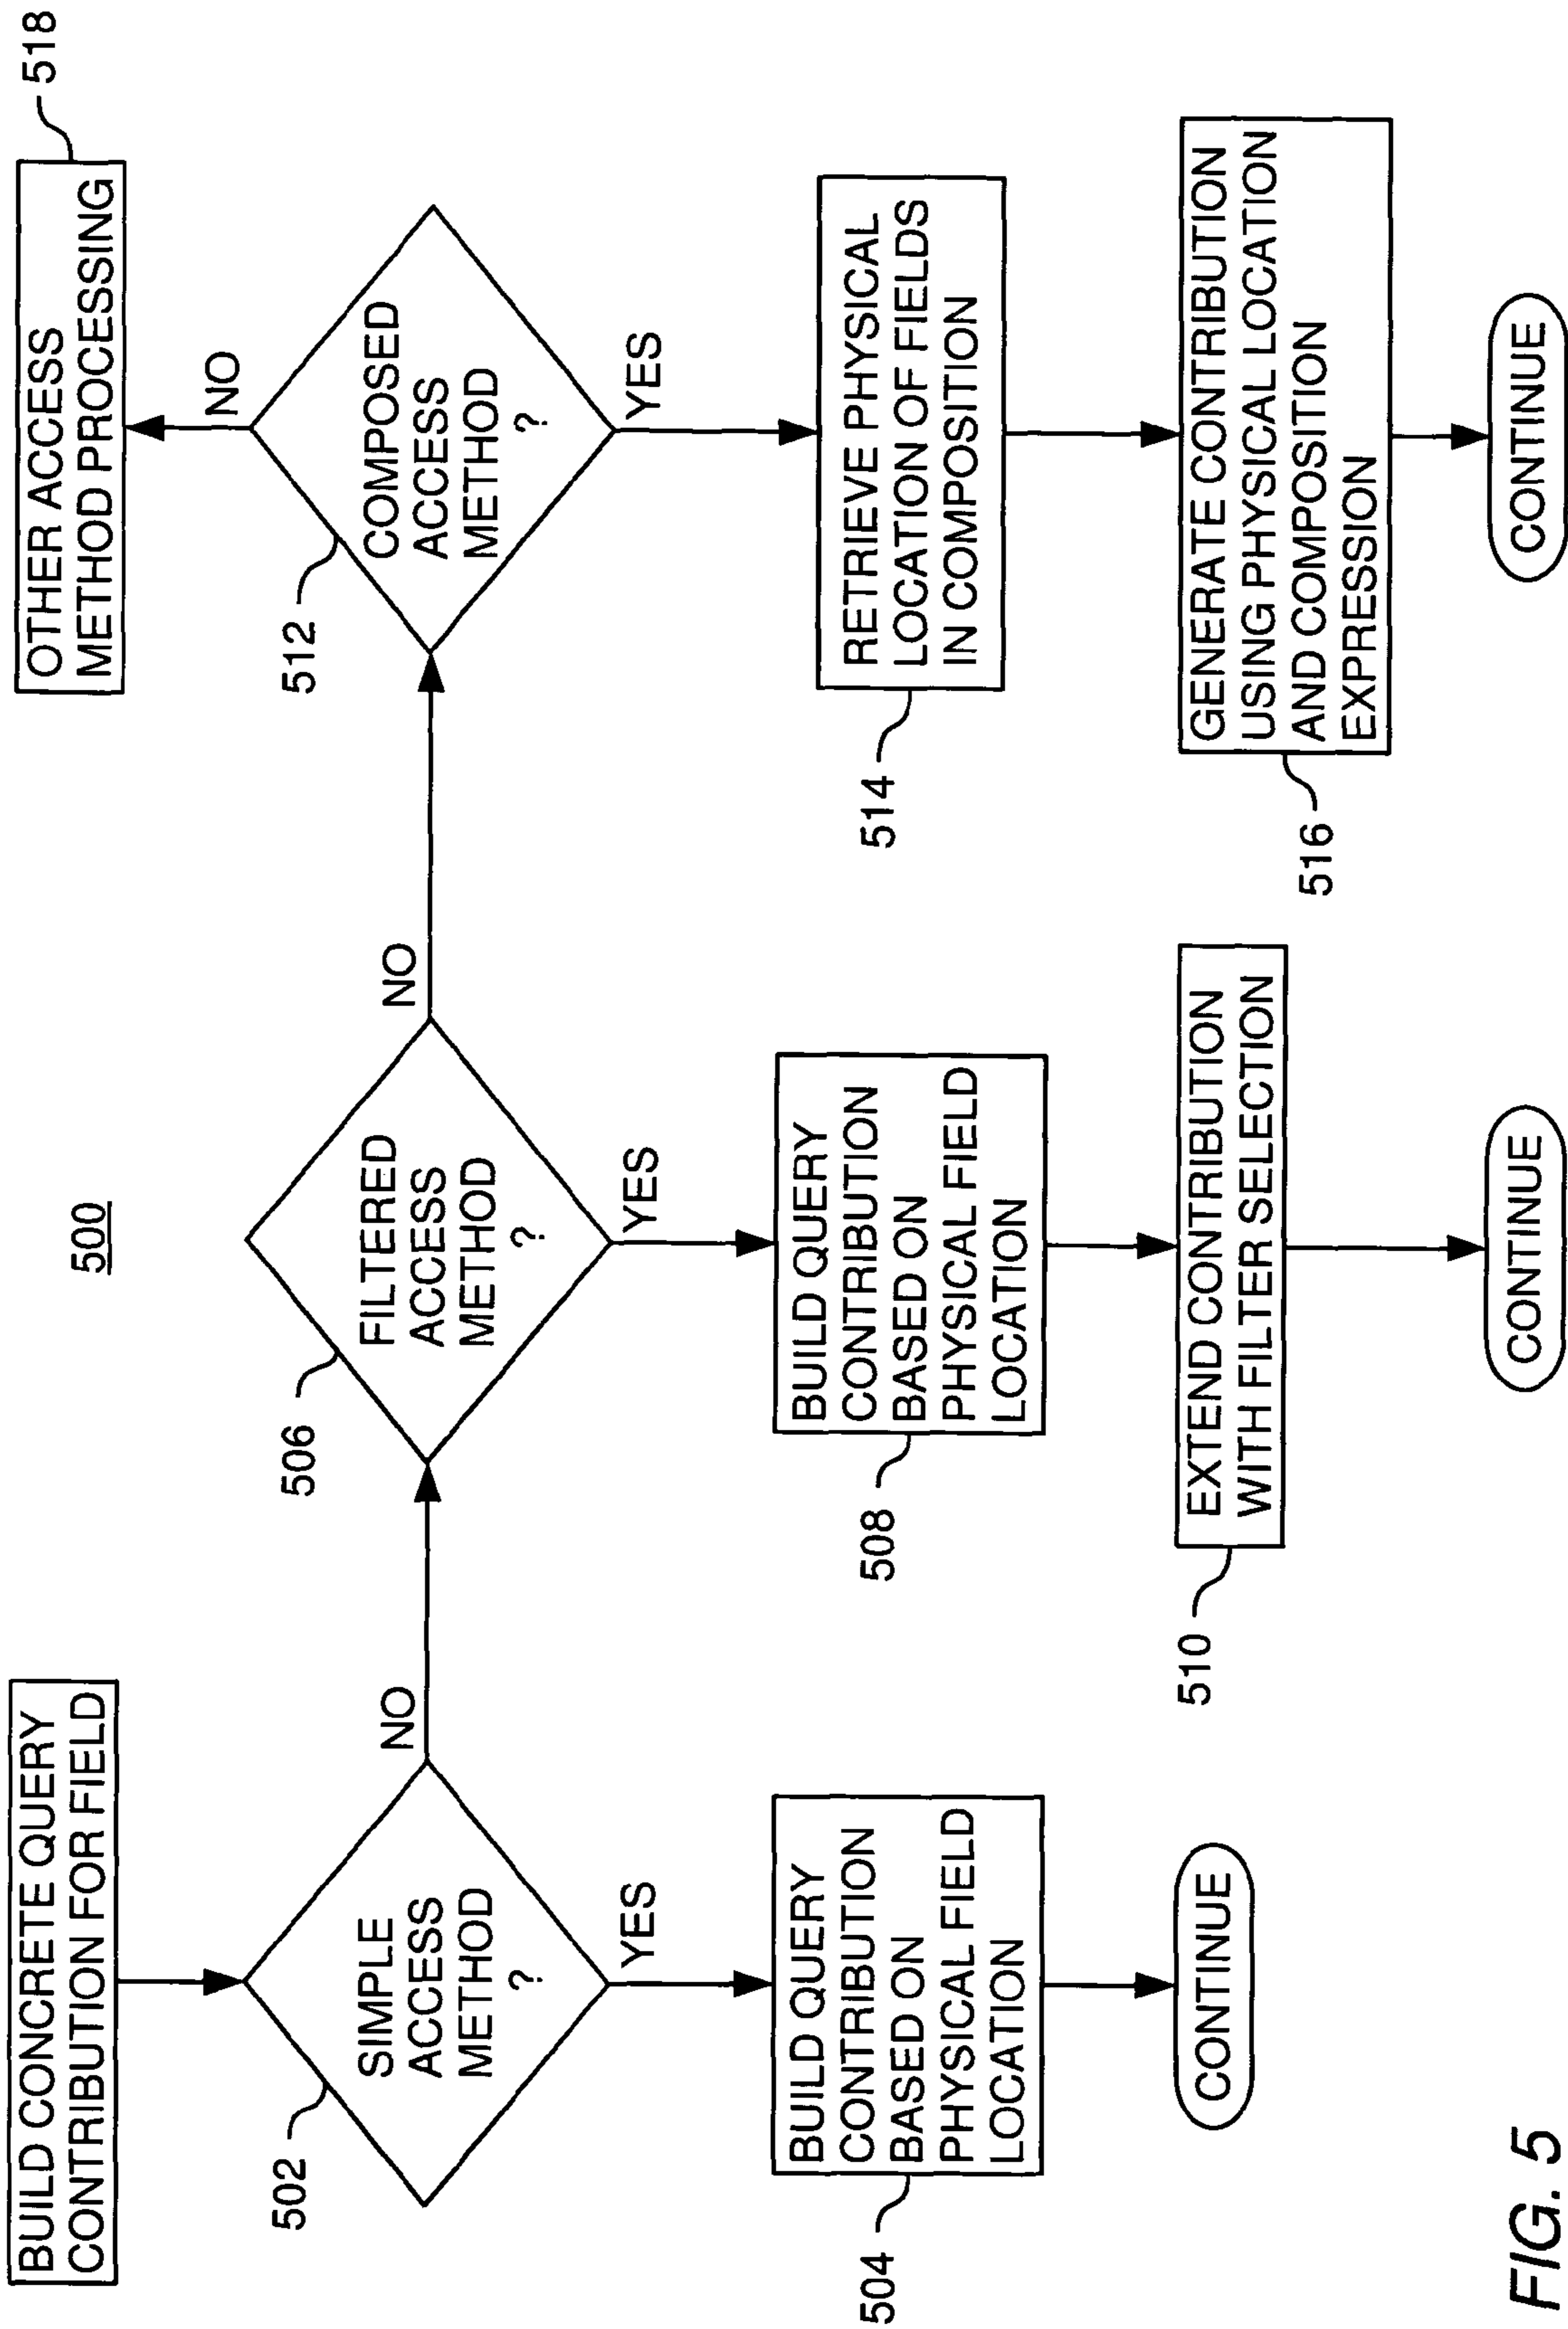 500
BUILD CONCRETE QUERY
CONTRIBUTION FOR FIELD
502
SIMPLE
ACCESS
METHOD
?
NO
YES
504
BUILD QUERY
CONTRIBUTION
BASED ON
PHYSICAL FIELD
LOCATION
CONTINUE
506
FILTERED
ACCESS
METHOD
?
NO
YES
508
BUILD QUERY
CONTRIBUTION
BASED ON
PHYSICAL FIELD
LOCATION
510
EXTEND CONTRIBUTION
WITH FILTER SELECTION
CONTINUE
512
COMPOSED
ACCESS
METHOD
?
NO
518
OTHER ACCESS
METHOD PROCESSING
YES
514
RETRIEVE PHYSICAL
LOCATION OF FIELDS
IN COMPOSITION
516
GENERATE CONTRIBUTION
USING PHYSICAL LOCATION
AND COMPOSITION
EXPRESSION
CONTINUE
FIG. 5